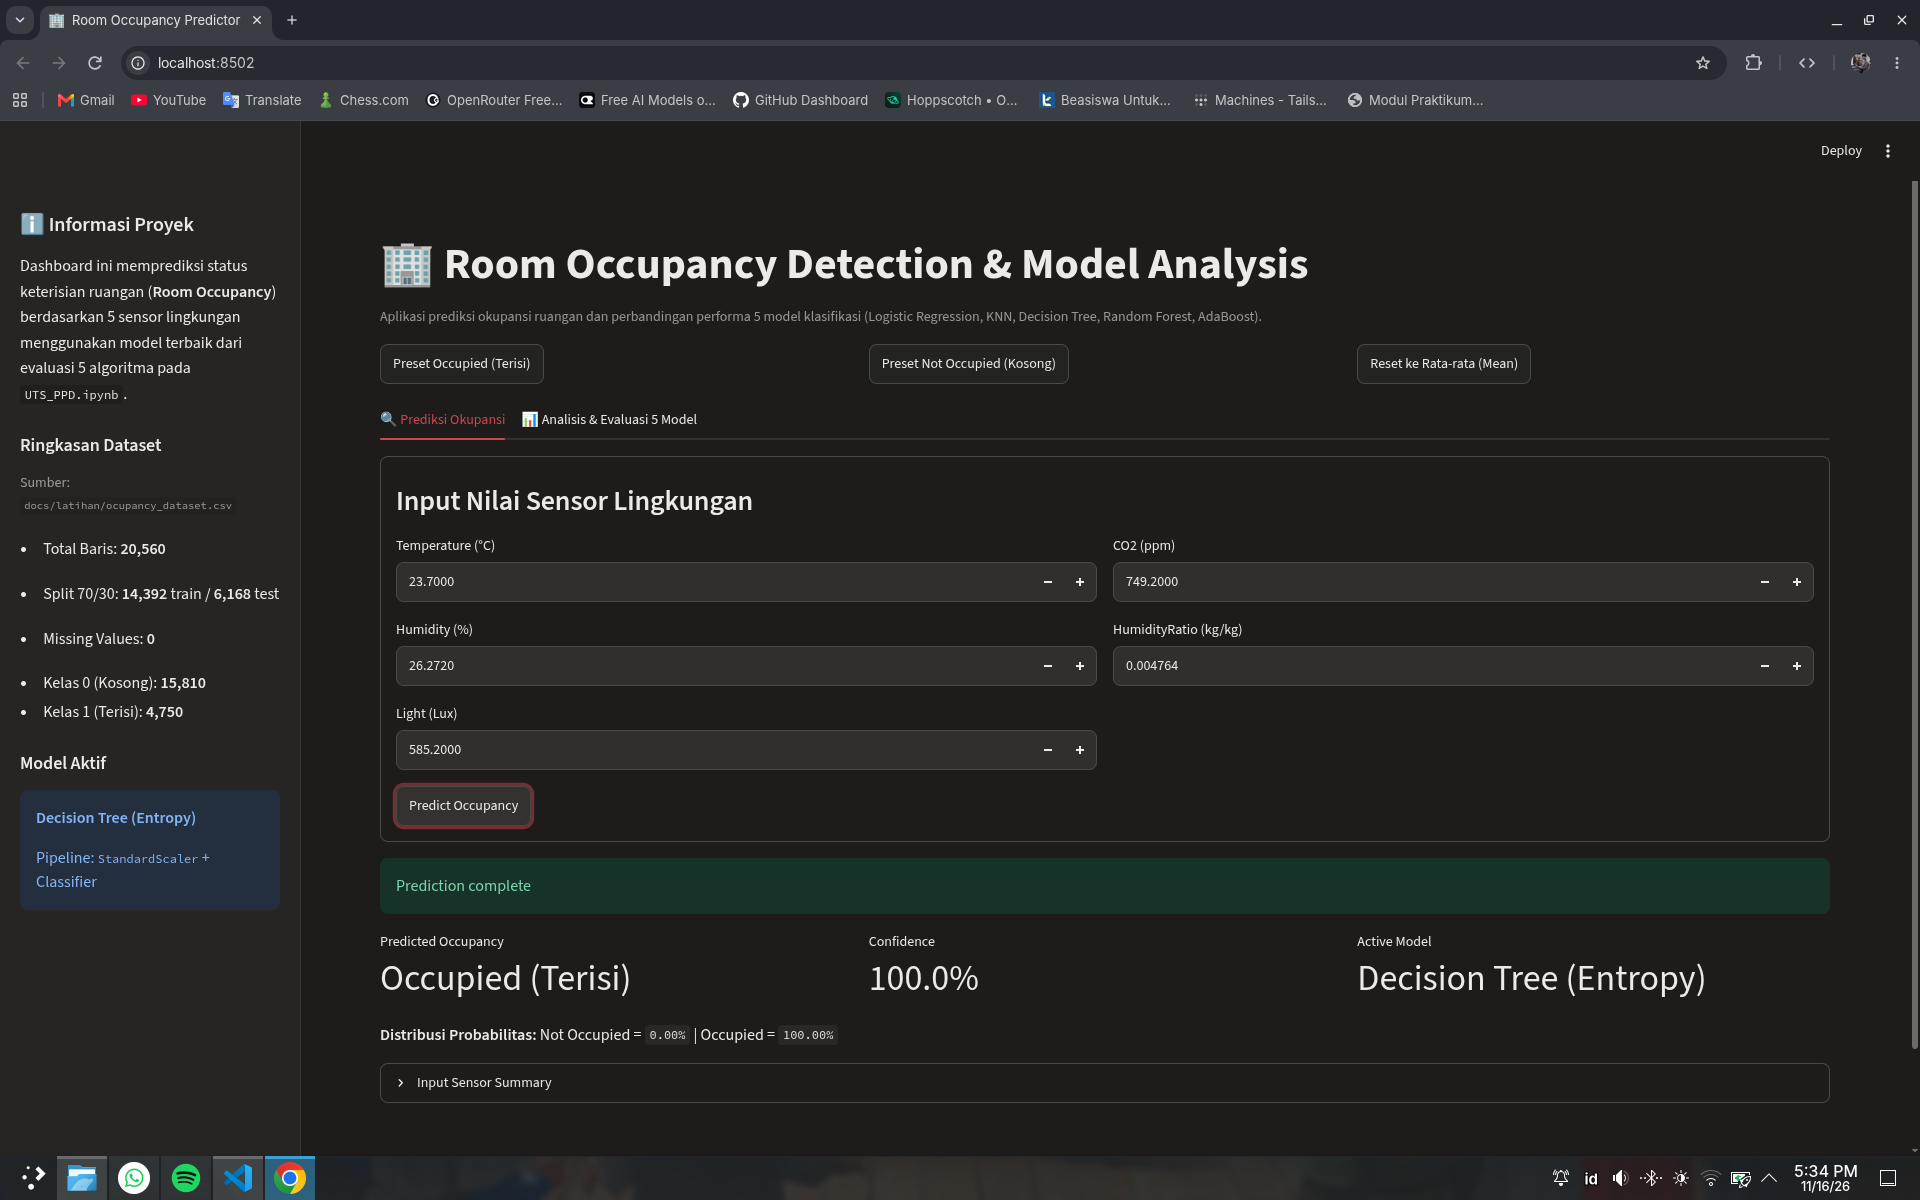 Room Occupancy Predictor
localhost:8502
Gmail
YouTube
Translate
Chess.com
OpenRouter Free...
Free AI Models o...
GitHub Dashboard
Hoppscotch • O...
Beasiswa Untuk...
Machines - Tails...
Modul Praktikum...
Deploy
Informasi Proyek
Dashboard ini memprediksi status
keterisian ruangan (Room Occupancy)
berdasarkan 5 sensor lingkungan
menggunakan model terbaik dari
evaluasi 5 algoritma pada
UTS_PPD.ipynb .
Ringkasan Dataset
Sumber:
docs/latihan/ocupancy_dataset.csv
• Total Baris: 20,560
• Split 70/30: 14,392 train / 6,168 test
• Missing Values: 0
• Kelas 0 (Kosong): 15,810
• Kelas 1 (Terisi): 4,750
Model Aktif
Decision Tree (Entropy)
Pipeline: StandardScaler +
Classifier
Room Occupancy Detection & Model Analysis
Aplikasi prediksi okupansi ruangan dan perbandingan performa 5 model klasifikasi (Logistic Regression, KNN, Decision Tree, Random Forest, AdaBoost).
Preset Occupied (Terisi)
Preset Not Occupied (Kosong)
Reset ke Rata-rata (Mean)
Prediksi Okupansi
Analisis & Evaluasi 5 Model
Input Nilai Sensor Lingkungan
Temperature (°C)
23.7000
CO2 (ppm)
749.2000
Humidity (%)
26.2720
HumidityRatio (kg/kg)
0.004764
Light (Lux)
585.2000
Predict Occupancy
Prediction complete
Predicted Occupancy
Occupied (Terisi)
Confidence
100.0%
Active Model
Decision Tree (Entropy)
Distribusi Probabilitas: Not Occupied = 0.00% | Occupied = 100.00%
Input Sensor Summary
id
5:34 PM
11/16/26